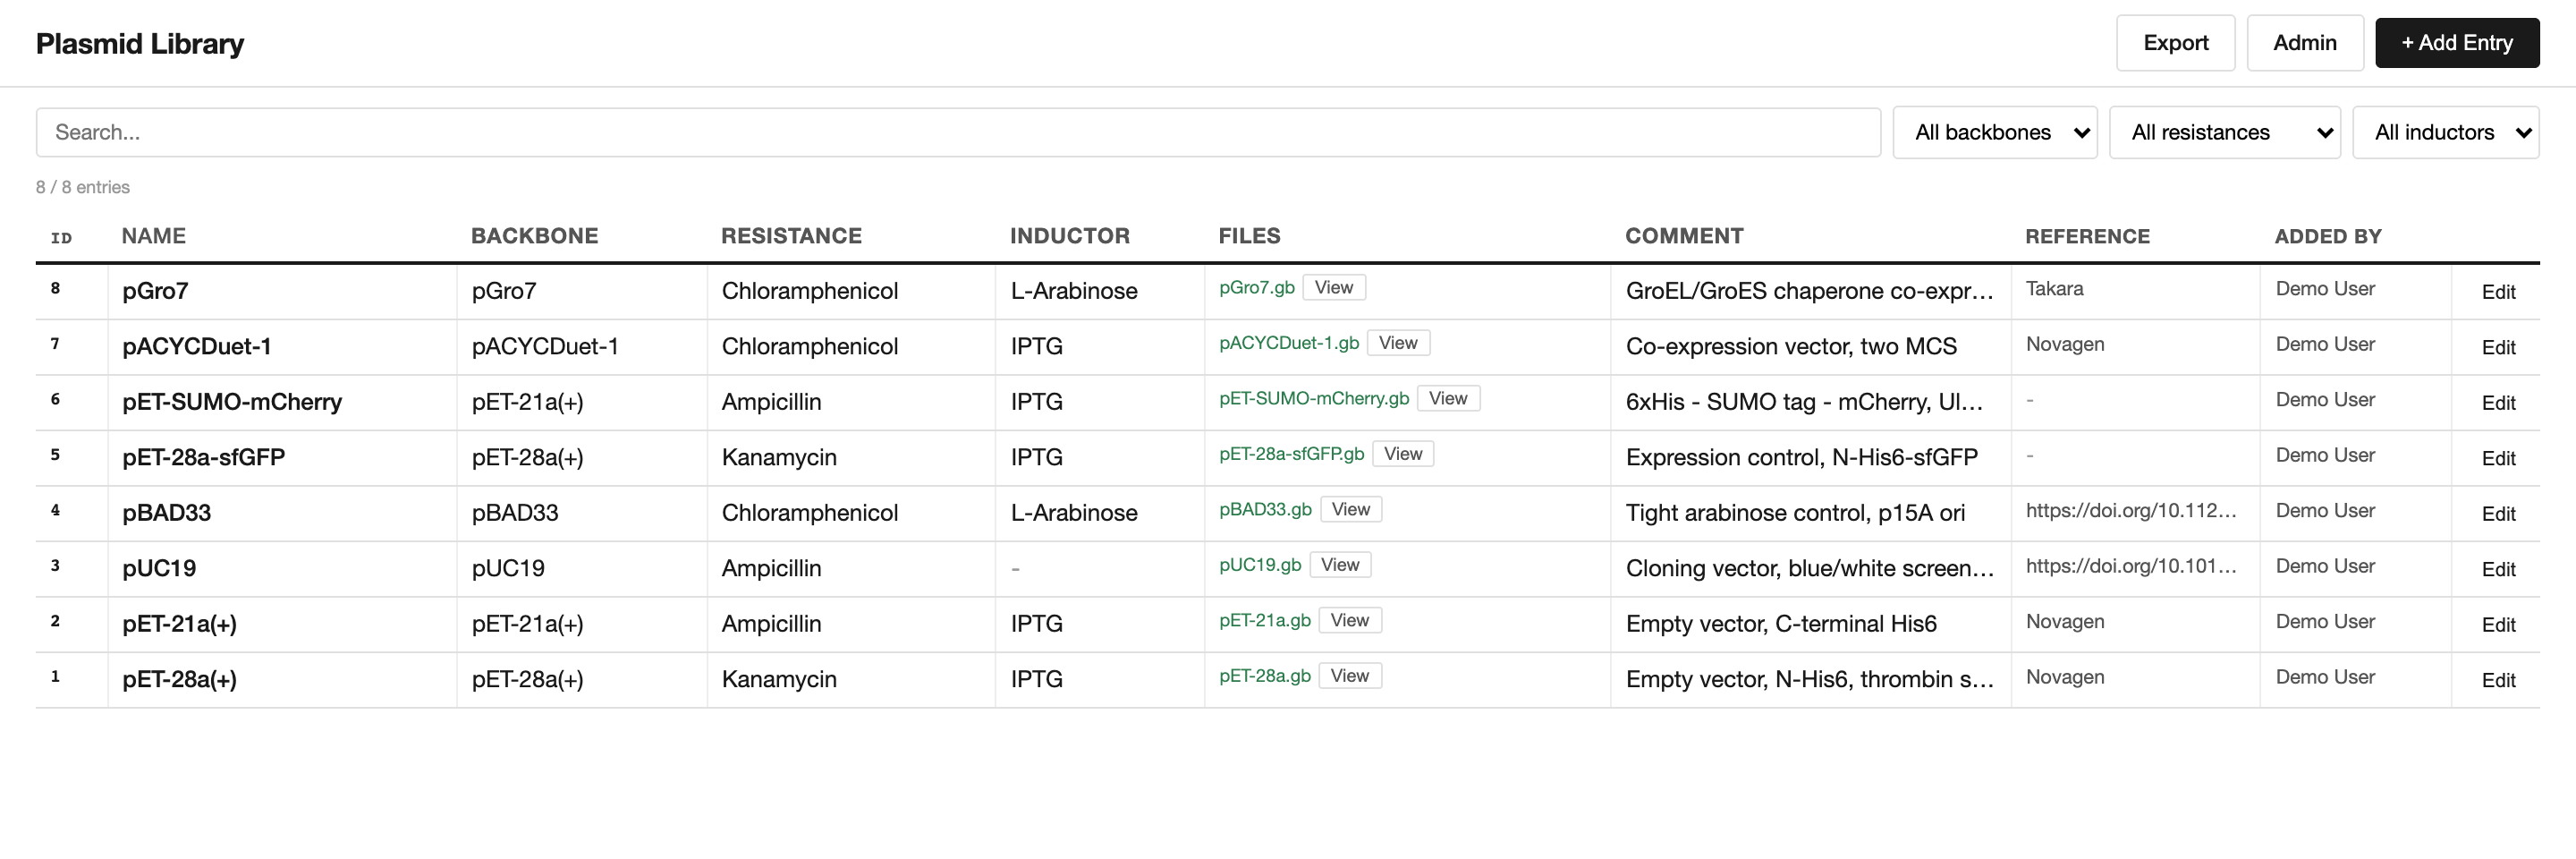 Plasmid Library Export Admin + Add Entry
Search... All backbones All resistances All inductors
8 / 8 entries
ID NAME BACKBONE RESISTANCE INDUCTOR FILES COMMENT REFERENCE ADDED BY
8 pGro7 pGro7 Chloramphenicol L-Arabinose pGro7.gb View GroEL/GroES chaperone co-expr... Takara Demo User Edit
7 pACYCDuet-1 pACYCDuet-1 Chloramphenicol IPTG pACYCDuet-1.gb View Co-expression vector, two MCS Novagen Demo User Edit
6 pET-SUMO-mCherry pET-21a(+) Ampicillin IPTG pET-SUMO-mCherry.gb View 6xHis - SUMO tag - mCherry, Ul... - Demo User Edit
5 pET-28a-sfGFP pET-28a(+) Kanamycin IPTG pET-28a-sfGFP.gb View Expression control, N-His6-sfGFP - Demo User Edit
4 pBAD33 pBAD33 Chloramphenicol L-Arabinose pBAD33.gb View Tight arabinose control, p15A ori https://doi.org/10.112... Demo User Edit
3 pUC19 pUC19 Ampicillin - pUC19.gb View Cloning vector, blue/white screen... https://doi.org/10.101... Demo User Edit
2 pET-21a(+) pET-21a(+) Ampicillin IPTG pET-21a.gb View Empty vector, C-terminal His6 Novagen Demo User Edit
1 pET-28a(+) pET-28a(+) Kanamycin IPTG pET-28a.gb View Empty vector, N-His6, thrombin s... Novagen Demo User Edit